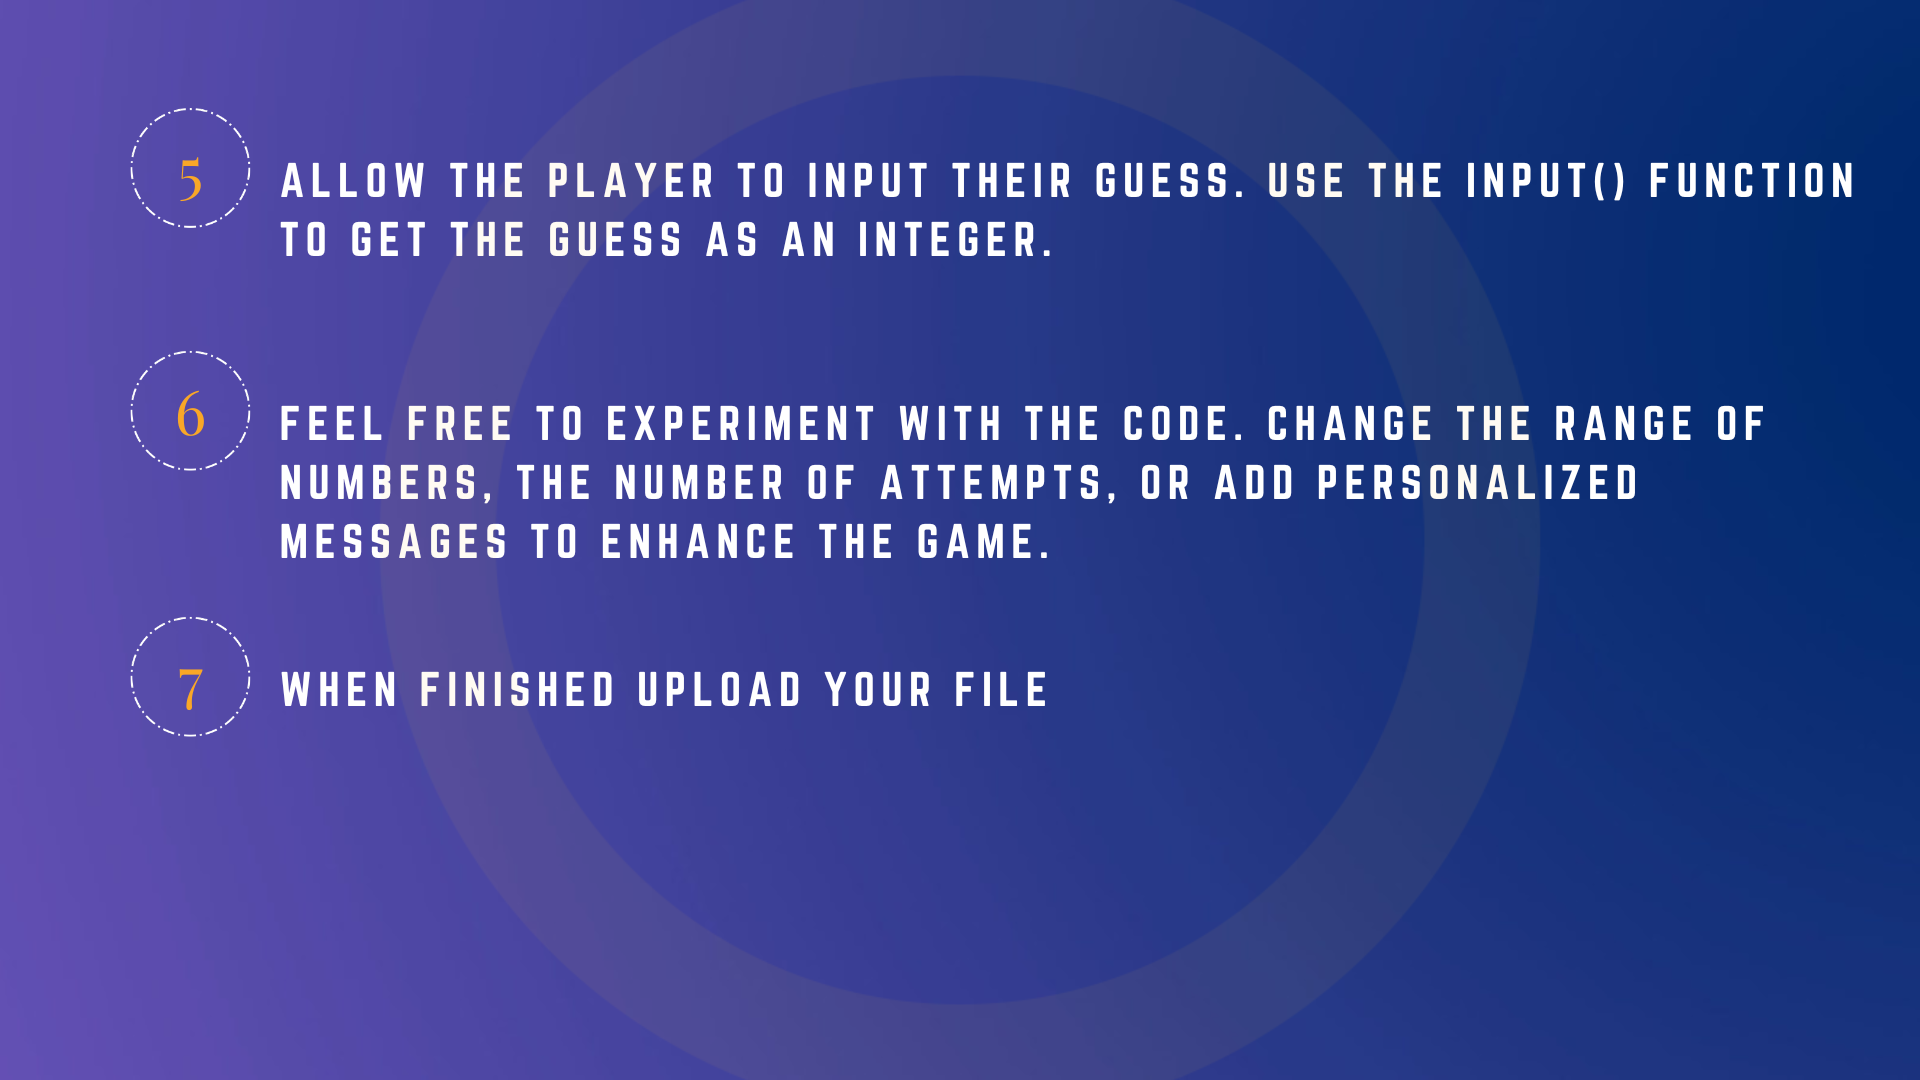 5
ALLOW THE PLAYER TO INPUT THEIR GUESS. USE THE INPUT() FUNCTION
TO GET THE GUESS AS AN INTEGER.
6
FEEL FREE TO EXPERIMENT WITH THE CODE. CHANGE THE RANGE OF
NUMBERS, THE NUMBER OF ATTEMPTS, OR ADD PERSONALIZED
MESSAGES TO ENHANCE THE GAME.
7
WHEN FINISHED UPLOAD YOUR FILE